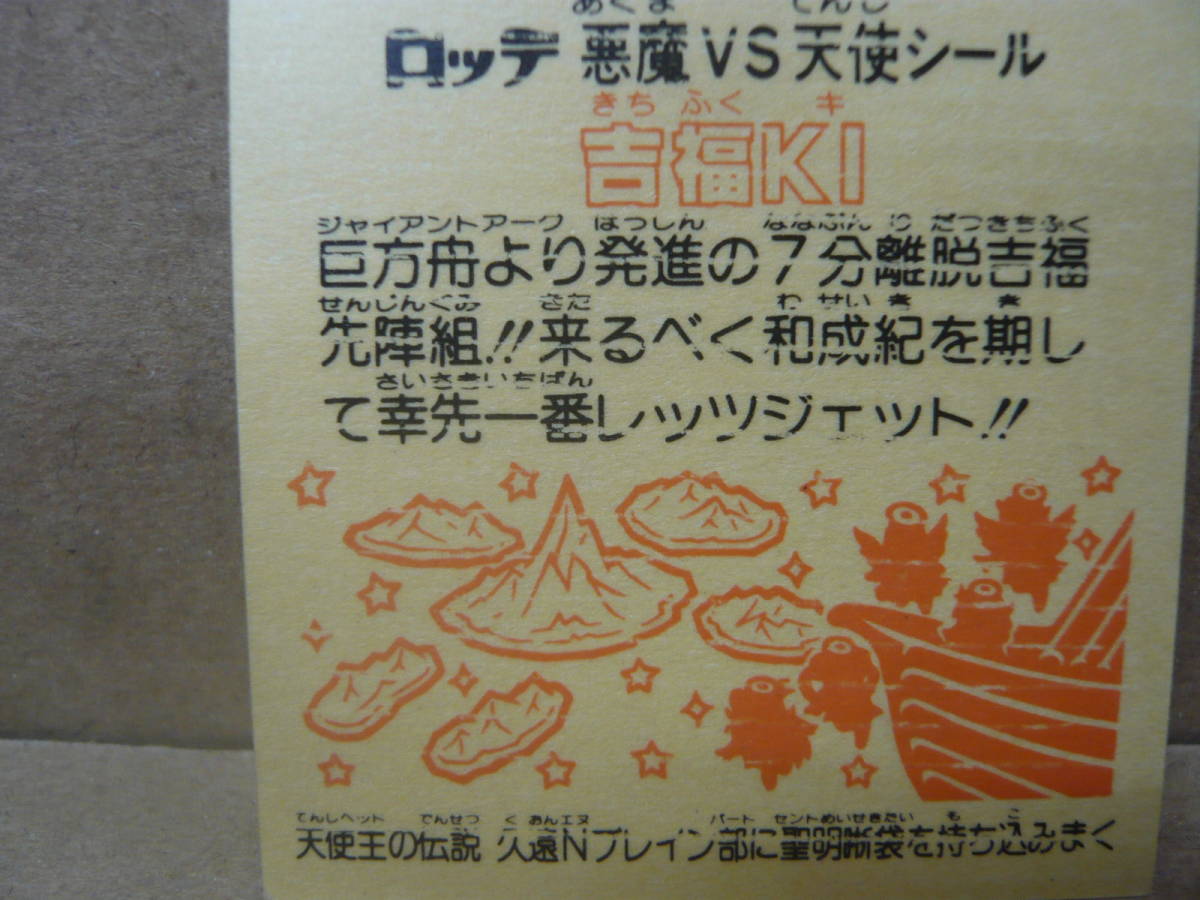 あくま てんし
ロッテ 悪魔VS天使シール
きち ふく キ
吉福KI
ジャイアントアーク はっしん ななぶん り だつきちふく
巨方舟より発進の7分離脱吉福
せんじんぐみ きた わ せい き き
先陣組!!来るべく和成紀を期し
さいさきいちばん
て幸先一番レッツジェット!!
てんしヘッド でんせつ く おんエヌ パート セントめいせきたい も こ
天使王の伝説 久遠Nブレイン部に聖明 袋を持ち込み